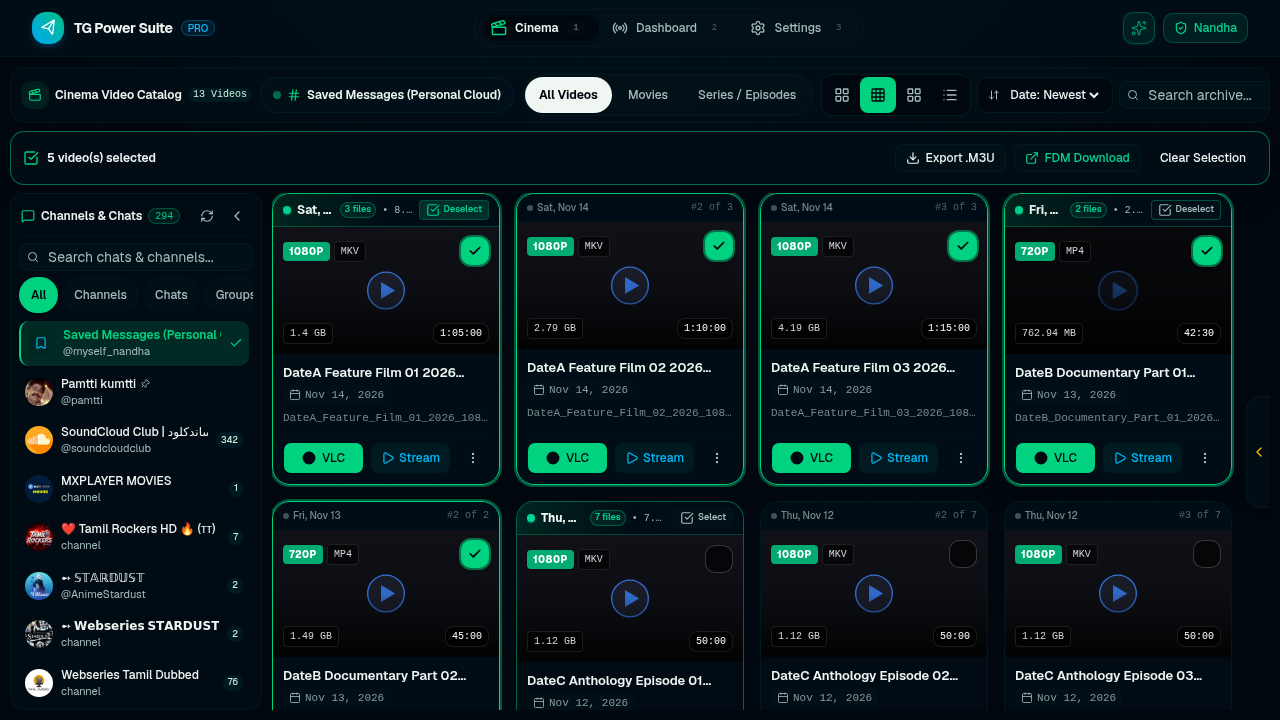 TG Power Suite PRO
Cinema 1
Dashboard 2
Settings 3
Nandha
Cinema Video Catalog 13 Videos
# Saved Messages (Personal Cloud)
All Videos
Movies
Series / Episodes
Date: Newest
Search archive...
5 video(s) selected
Export .M3U
FDM Download
Clear Selection
Channels & Chats 294
Search chats & channels...
All
Channels
Chats
Groups
Saved Messages (Personal
@myself_nandha
Pamtti kumtti
@pamtti
SoundCloud Club | ساندکلود
@soundcloudclub
342
MXPLAYER MOVIES
channel
1
❤️ Tamil Rockers HD 🔥 (TT)
channel
7
➻ 𝕊𝕋𝔸ℝ𝔻𝕌𝕊𝕋
@AnimeStardust
2
➻ 𝗪𝗲𝗯𝘀𝗲𝗿𝗶𝗲𝘀 𝗦𝗧𝗔𝗥𝗗𝗨𝗦𝗧
channel
2
Webseries Tamil Dubbed
channel
76
Sat, ... 3 files • 8.... Deselect
1080P MKV
1.4 GB 1:05:00
DateA Feature Film 01 2026...
Nov 14, 2026
DateA_Feature_Film_01_2026_108...
VLC Stream
Sat, Nov 14 #2 of 3
1080P MKV
2.79 GB 1:10:00
DateA Feature Film 02 2026...
Nov 14, 2026
DateA_Feature_Film_02_2026_108...
VLC Stream
Sat, Nov 14 #3 of 3
1080P MKV
4.19 GB 1:15:00
DateA Feature Film 03 2026...
Nov 14, 2026
DateA_Feature_Film_03_2026_108...
VLC Stream
Fri, ... 2 files • 2.... Deselect
720P MP4
762.94 MB 42:30
DateB Documentary Part 01...
Nov 13, 2026
DateB_Documentary_Part_01_2026...
VLC Stream
Fri, Nov 13 #2 of 2
720P MP4
1.49 GB 45:00
DateB Documentary Part 02...
Nov 13, 2026
Thu, ... 7 files • 7.... Select
1080P MKV
1.12 GB 50:00
DateC Anthology Episode 01...
Nov 12, 2026
Thu, Nov 12 #2 of 7
1080P MKV
1.12 GB 50:00
DateC Anthology Episode 02...
Nov 12, 2026
Thu, Nov 12 #3 of 7
1080P MKV
1.12 GB 50:00
DateC Anthology Episode 03...
Nov 12, 2026